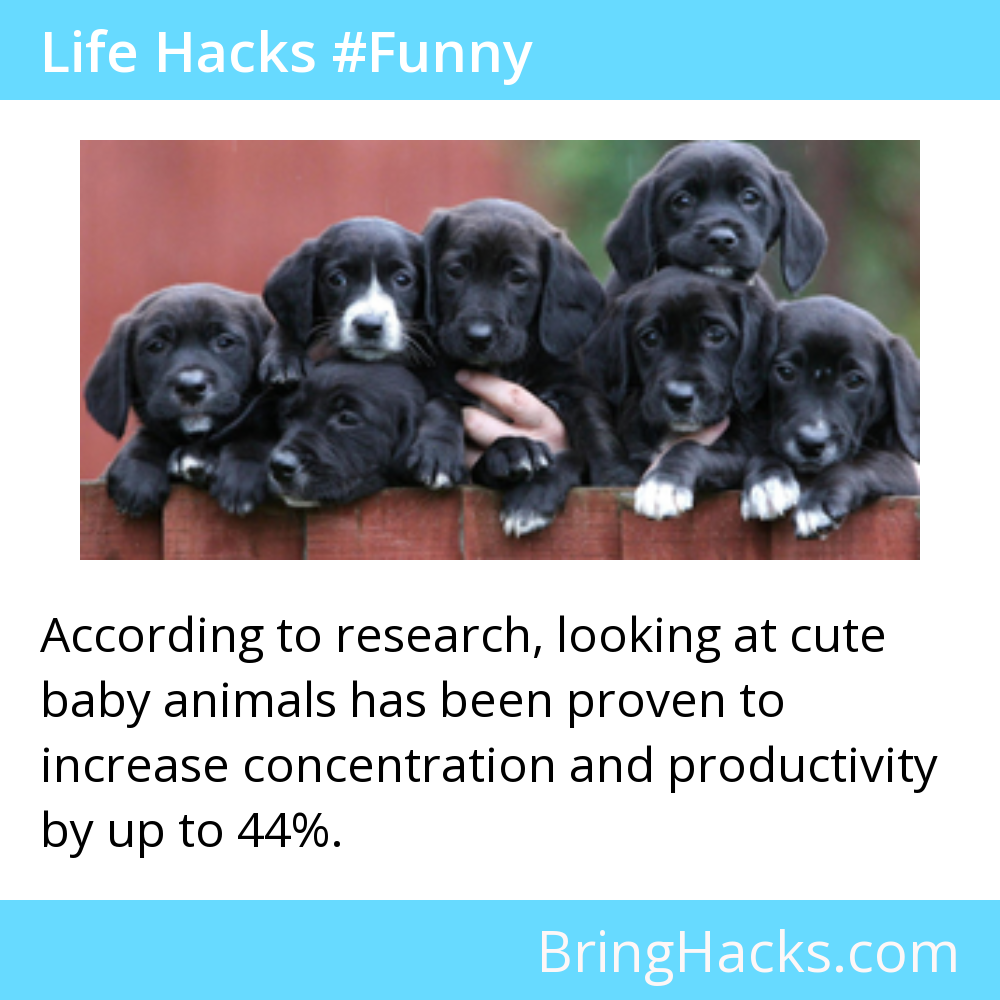 Life Hacks #Funny
According to research, looking at cute
baby animals has been proven to
increase concentration and productivity
by up to 44%.
BringHacks.com